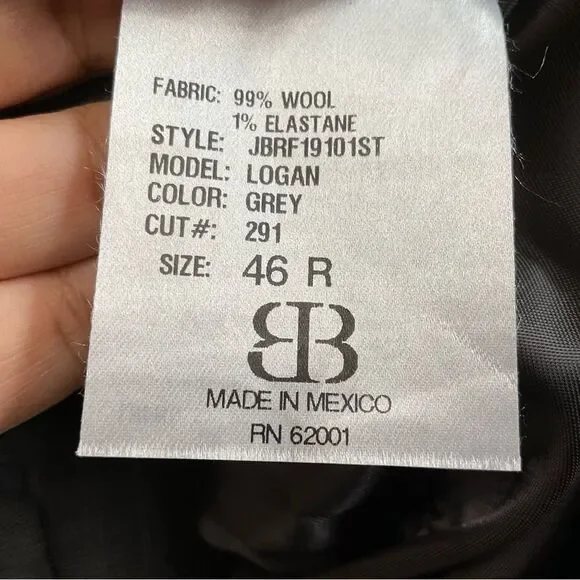 FABRIC: 99% WOOL
1% ELASTANE
STYLE: JBRF19101ST
MODEL: LOGAN
COLOR: GREY
CUT#: 291
SIZE: 46 R
MADE IN MEXICO
RN 62001